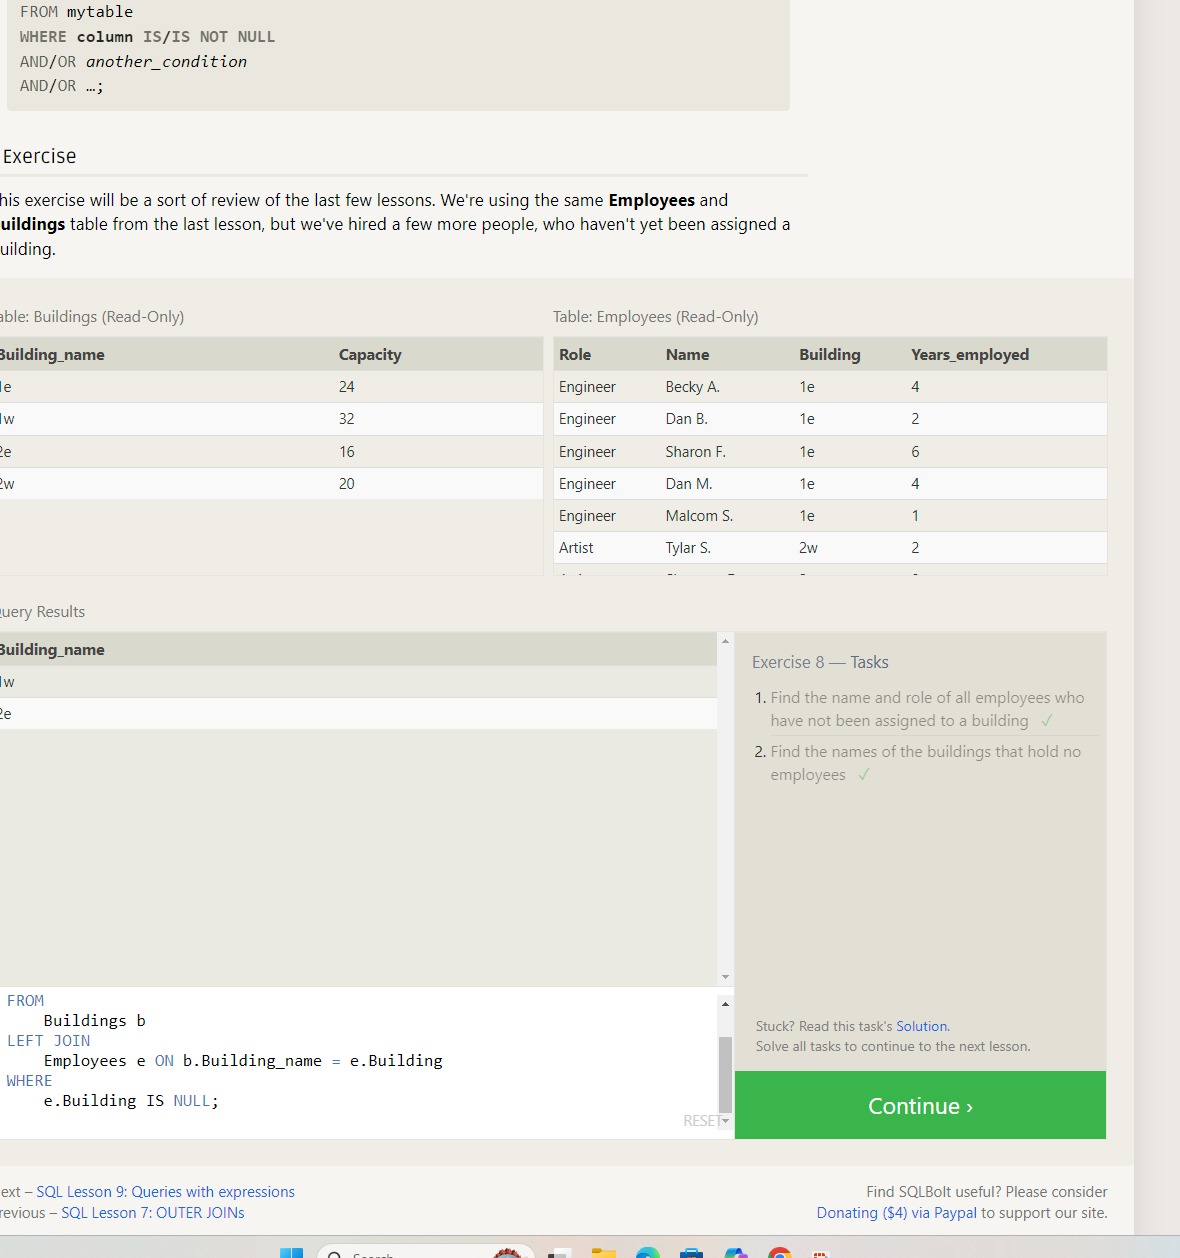 FROM mytable
WHERE column IS/IS NOT NULL
AND/OR another_condition
AND/OR …;
Exercise
his exercise will be a sort of review of the last few lessons. We're using the same Employees and
uildings table from the last lesson, but we've hired a few more people, who haven't yet been assigned a
uilding.
able: Buildings (Read-Only)
Building_name Capacity
1e 24
1w 32
2e 16
2w 20
Table: Employees (Read-Only)
Role Name Building Years_employed
Engineer Becky A. 1e 4
Engineer Dan B. 1e 2
Engineer Sharon F. 1e 6
Engineer Dan M. 1e 4
Engineer Malcom S. 1e 1
Artist Tylar S. 2w 2
Query Results
Building_name
1w
2e
Exercise 8 — Tasks
1. Find the name and role of all employees who
have not been assigned to a building ✓
2. Find the names of the buildings that hold no
employees ✓
Stuck? Read this task's Solution.
Solve all tasks to continue to the next lesson.
Continue ›
FROM
Buildings b
LEFT JOIN
Employees e ON b.Building_name = e.Building
WHERE
e.Building IS NULL;
RESET
ext – SQL Lesson 9: Queries with expressions
revious – SQL Lesson 7: OUTER JOINs
Find SQLBolt useful? Please consider
Donating ($4) via Paypal to support our site.
Search